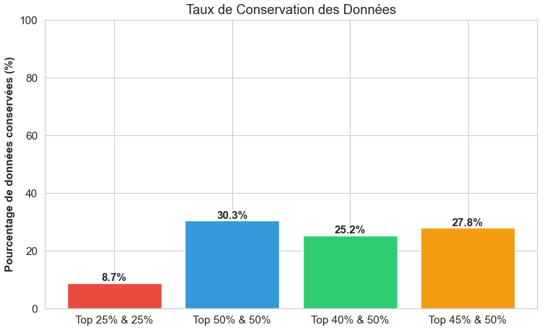 Taux de Conservation des Données
Pourcentage de données conservées (%)
100
80
60
40
20
0
8.7%
30.3%
25.2%
27.8%
Top 25% & 25%
Top 50% & 50%
Top 40% & 50%
Top 45% & 50%